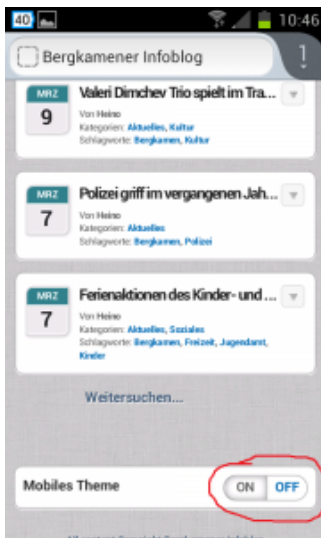 40
10:46
Bergkamener Infoblog
1
MRZ
9
Valeri Dimchev Trio spielt im Tra...
Von Heino
Kategorien: Aktuelles, Kultur
Schlagworte: Bergkamen, Kultur
MRZ
7
Polizei griff im vergangenen Jah...
Von Heino
Kategorien: Aktuelles
Schlagworte: Bergkamen, Polizei
MRZ
7
Ferienaktionen des Kinder- und ...
Von Heino
Kategorien: Aktuelles, Soziales
Schlagworte: Bergkamen, Freizeit, Jugendamt,
Kinder
Weitersuchen...
Mobiles Theme
ON OFF